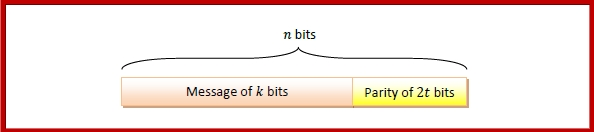 n bits
Message of k bits
Parity of 2t bits